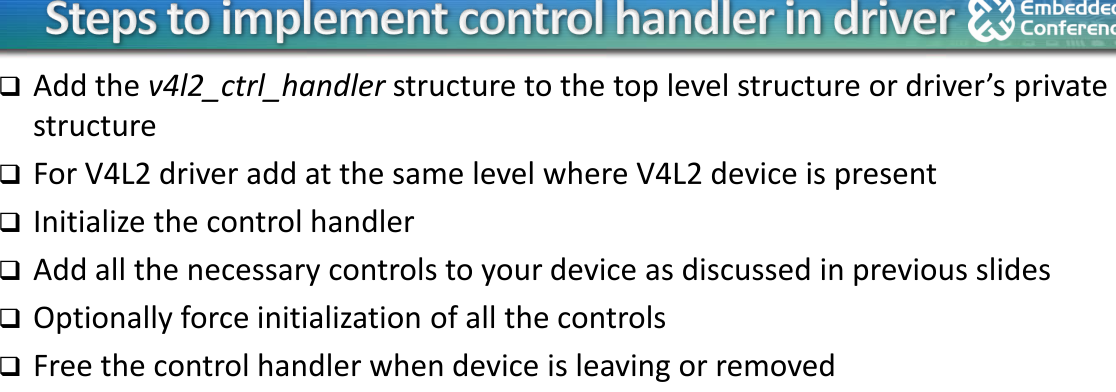 Steps to implement control handler in driver
Embedded
Conference
❑ Add the v4l2_ctrl_handler structure to the top level structure or driver’s private
structure
❑ For V4L2 driver add at the same level where V4L2 device is present
❑ Initialize the control handler
❑ Add all the necessary controls to your device as discussed in previous slides
❑ Optionally force initialization of all the controls
❑ Free the control handler when device is leaving or removed